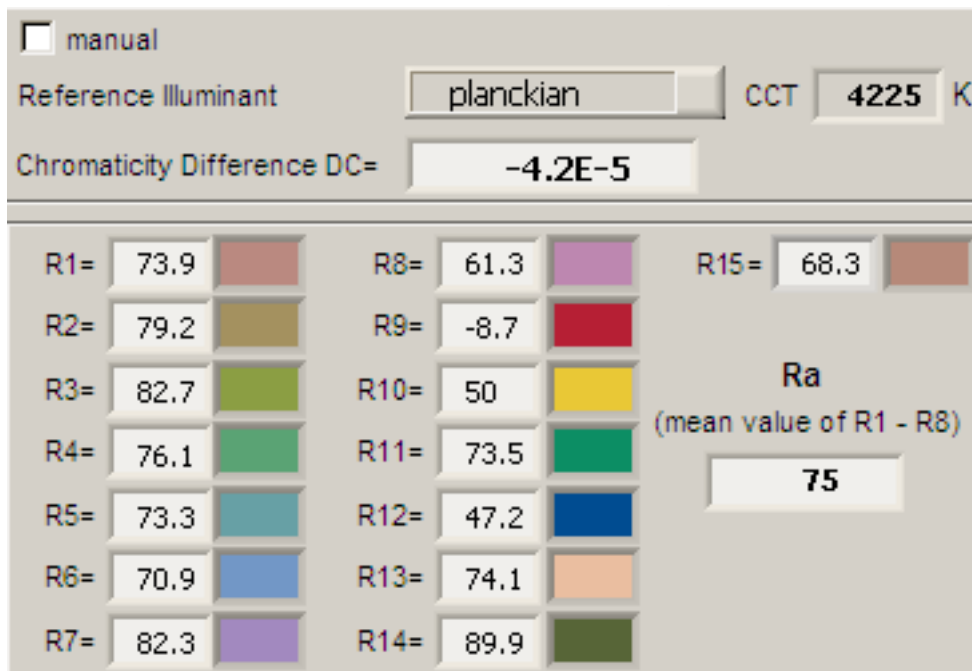 manual
Reference Illuminant planckian CCT 4225 K
Chromaticity Difference DC= -4.2E-5
R1= 73.9 R8= 61.3 R15= 68.3
R2= 79.2 R9= -8.7
R3= 82.7 R10= 50 Ra
(mean value of R1 - R8)
R4= 76.1 R11= 73.5
75
R5= 73.3 R12= 47.2
R6= 70.9 R13= 74.1
R7= 82.3 R14= 89.9